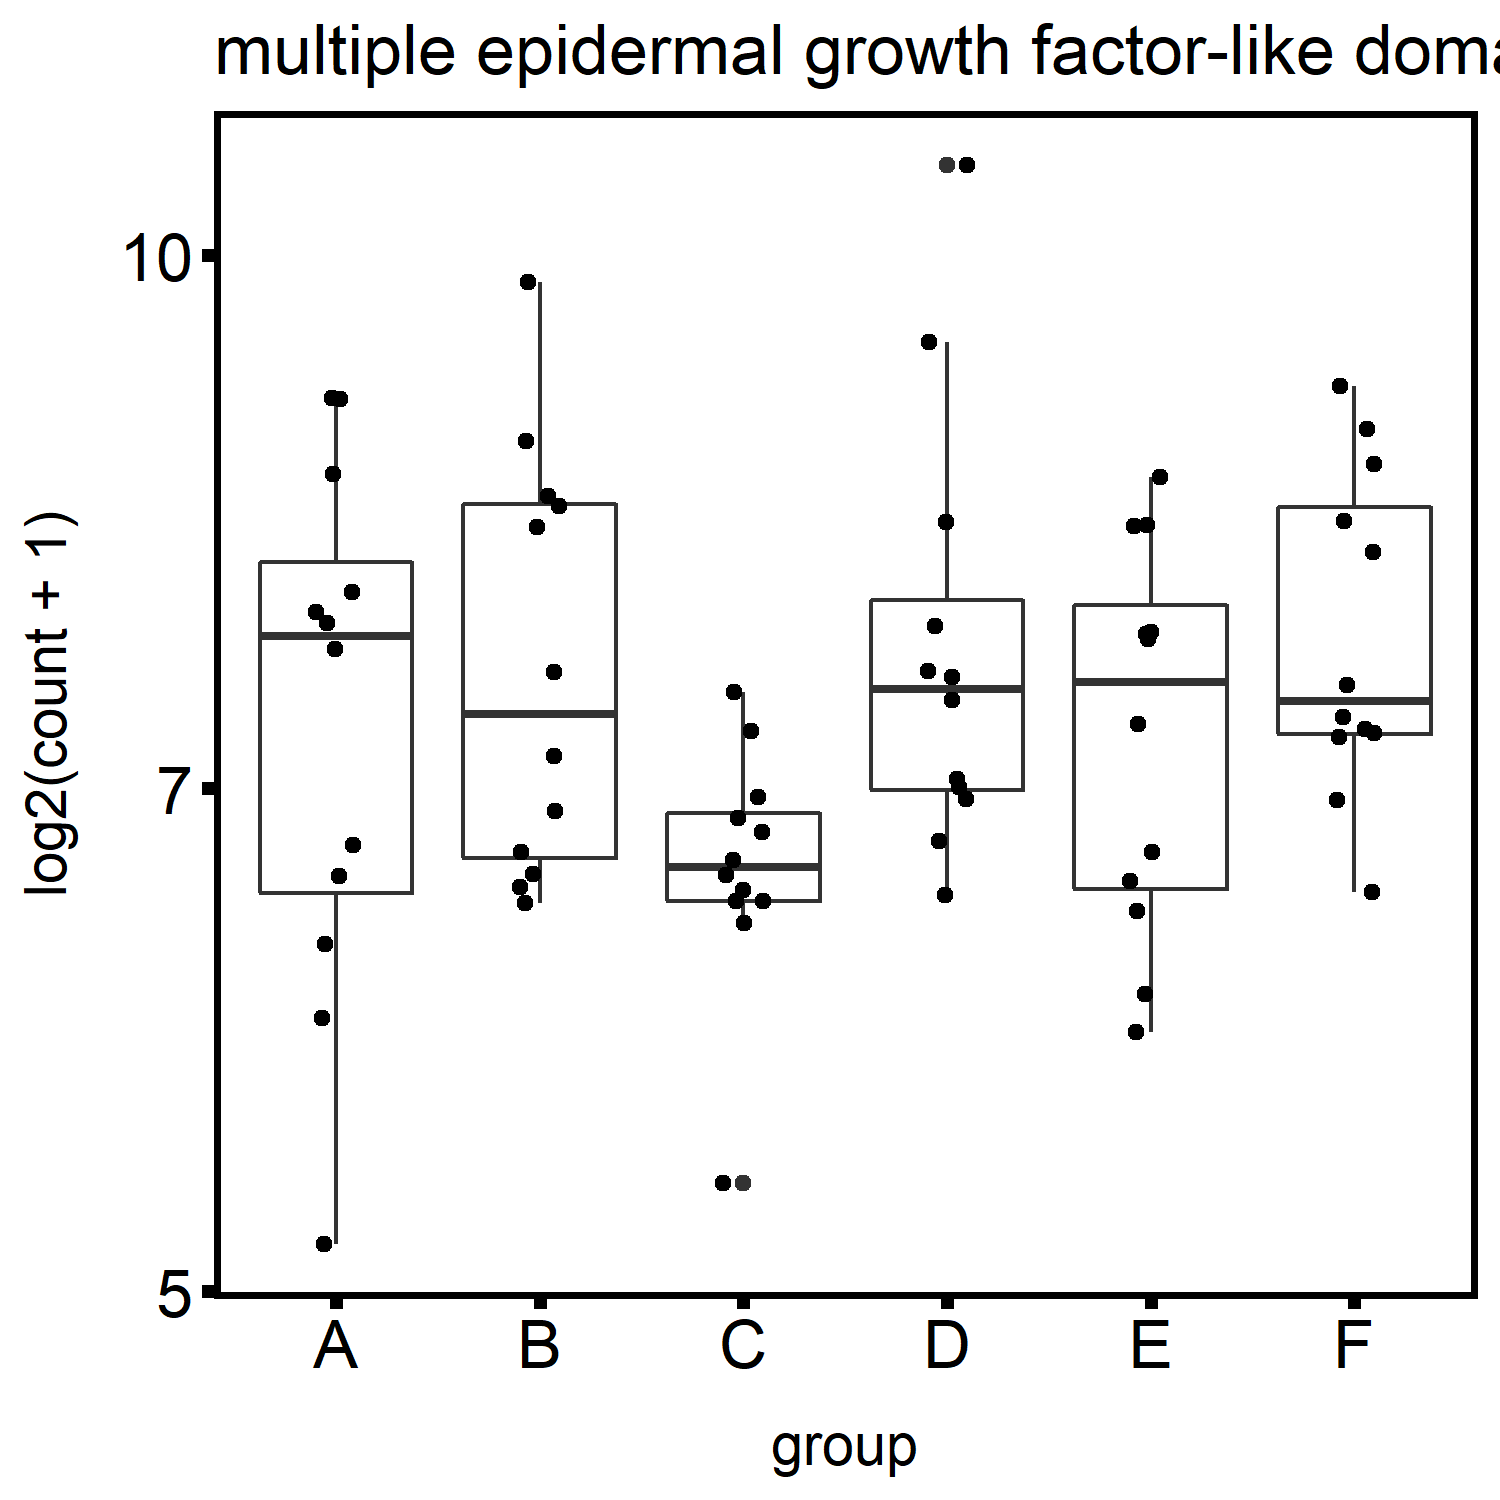 multiple epidermal growth factor-like doma
10
7
5
log2(count + 1)
A B C D E F
group